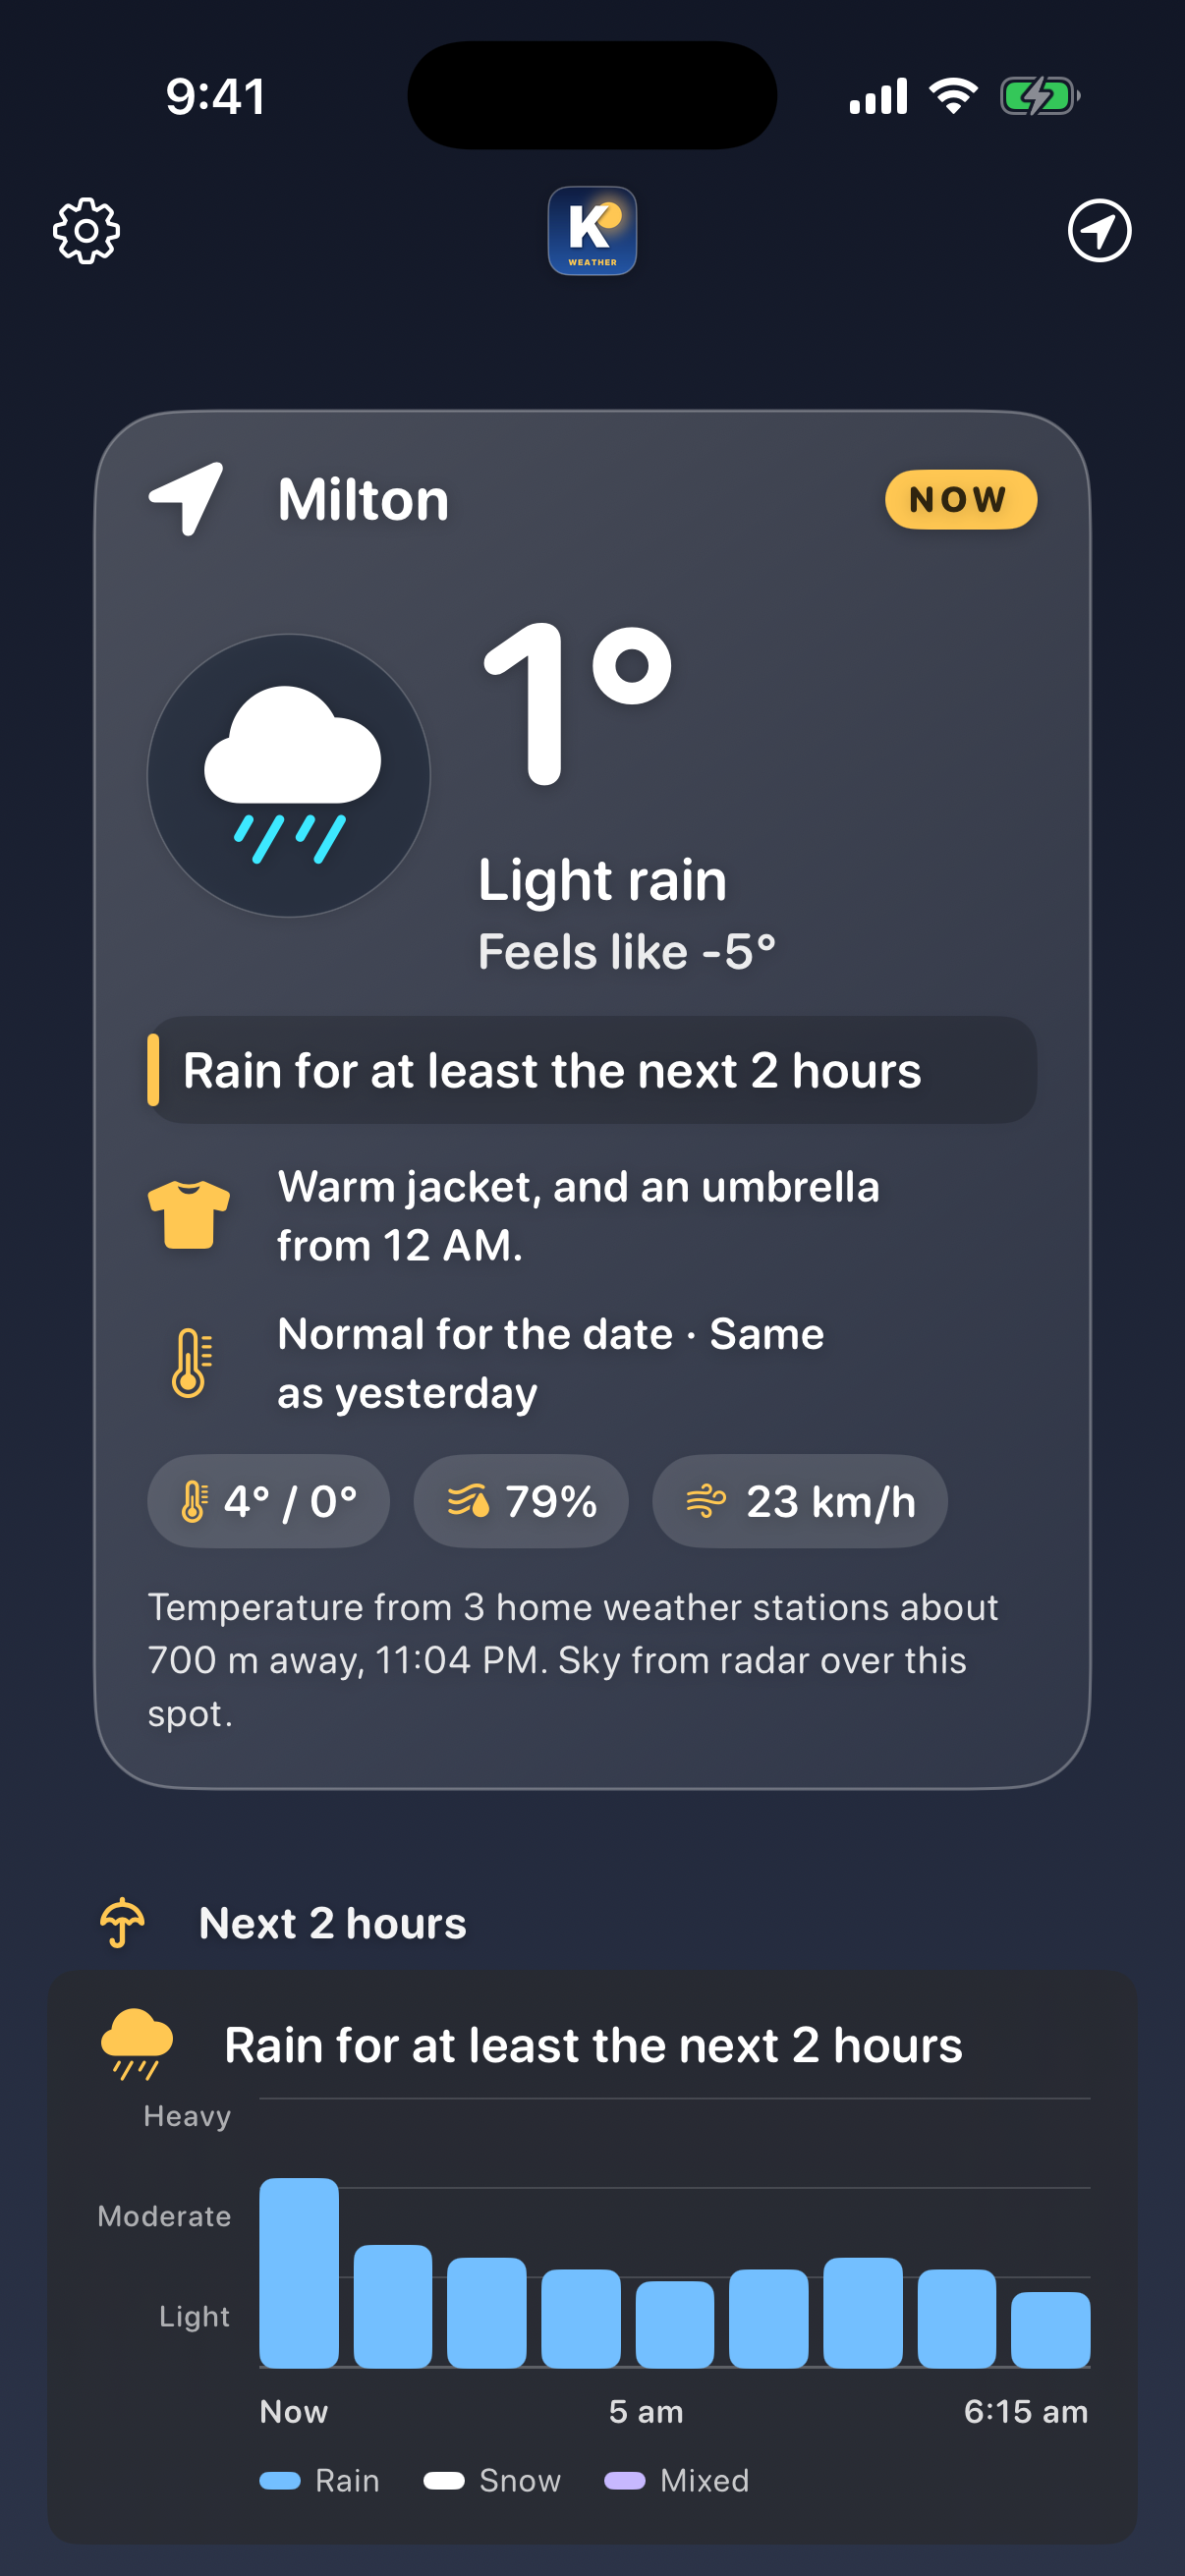 9:41
K
WEATHER
Milton
NOW
1°
Light rain
Feels like -5°
Rain for at least the next 2 hours
Warm jacket, and an umbrella
from 12 AM.
Normal for the date · Same
as yesterday
4° / 0°
79%
23 km/h
Temperature from 3 home weather stations about
700 m away, 11:04 PM. Sky from radar over this
spot.
Next 2 hours
Rain for at least the next 2 hours
Heavy
Moderate
Light
Now 5 am 6:15 am
Rain Snow Mixed